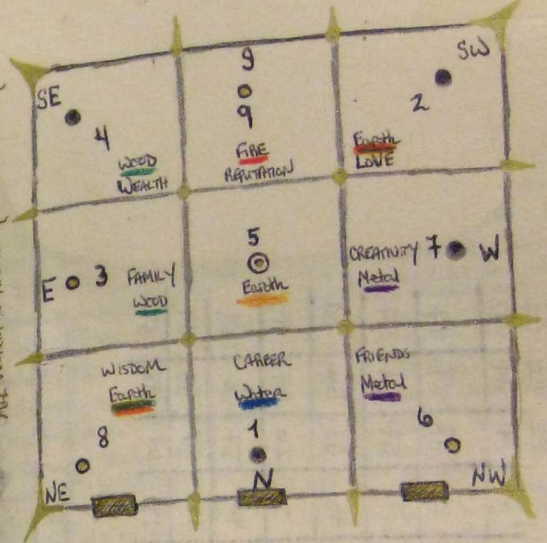 SE
4
WOOD
WEALTH
9
9
FIRE
REPUTATION
SW
2
Earth
LOVE
E
3
FAMILY
WOOD
5
Earth
CREATIVITY
Metal
7
W
WISDOM
Earth
8
NE
CAREER
Water
1
N
FRIENDS
Metal
6
NW